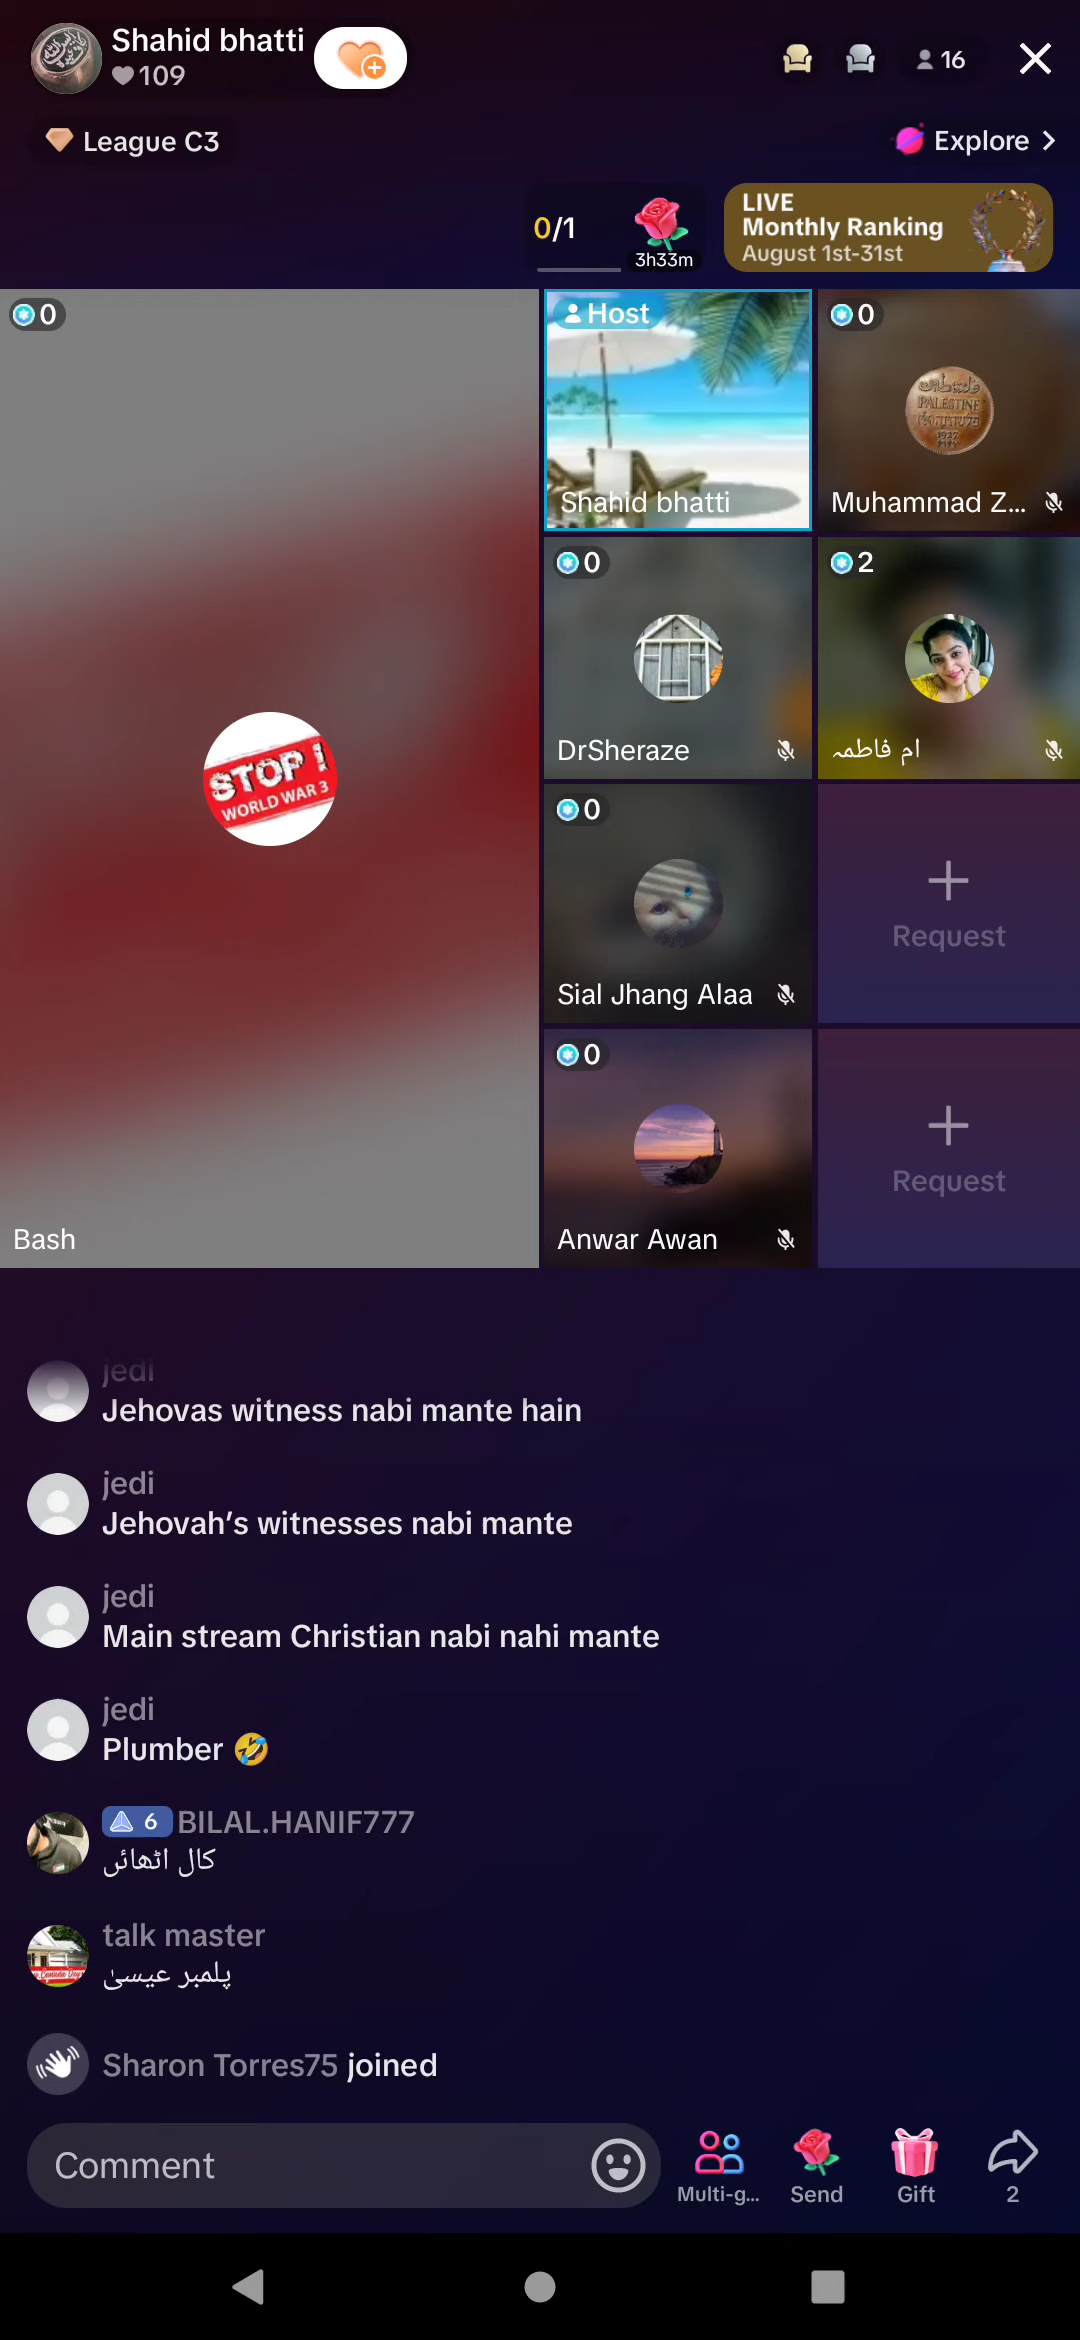 Shahid bhatti
109
16
League C3
Explore
0/1
3h33m
LIVE
Monthly Ranking
August 1st-31st
0
STOP !
WORLD WAR 3
Bash
Host
Shahid bhatti
0
PALESTINE
1927
Muhammad Z...
0
DrSheraze
2
ام فاطمہ
0
Sial Jhang Alaa
Request
0
Anwar Awan
Request
jedi
Jehovas witness nabi mante hain
jedi
Jehovah’s witnesses nabi mante
jedi
Main stream Christian nabi nahi mante
jedi
Plumber 🤣
6 BILAL.HANIF777
کال اٹھائں
talk master
پلمبر عیسیٰ
Sharon Torres75 joined
Comment
Multi-g...
Send
Gift
2